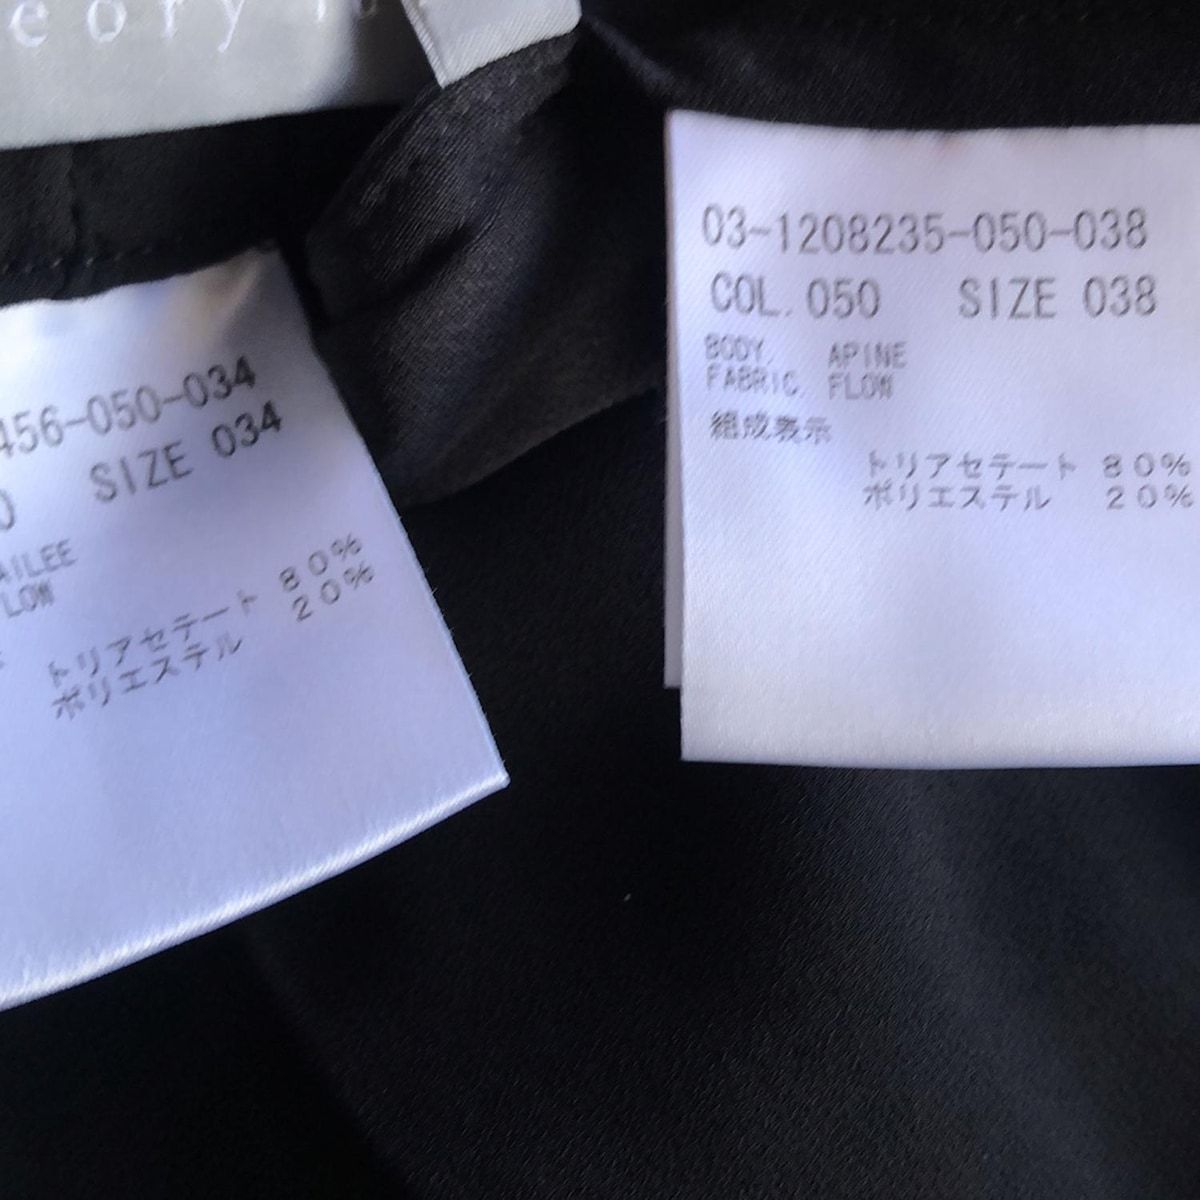 eory
456-050-034
0 SIZE 034
AILEE
LOW
トリアセテート 80%
ポリエステル 20%
03-1208235-050-038
COL. 050 SIZE 038
BODY. APINE
FABRIC. FLOW
組成表示
トリアセテート 80%
ポリエステル 20%